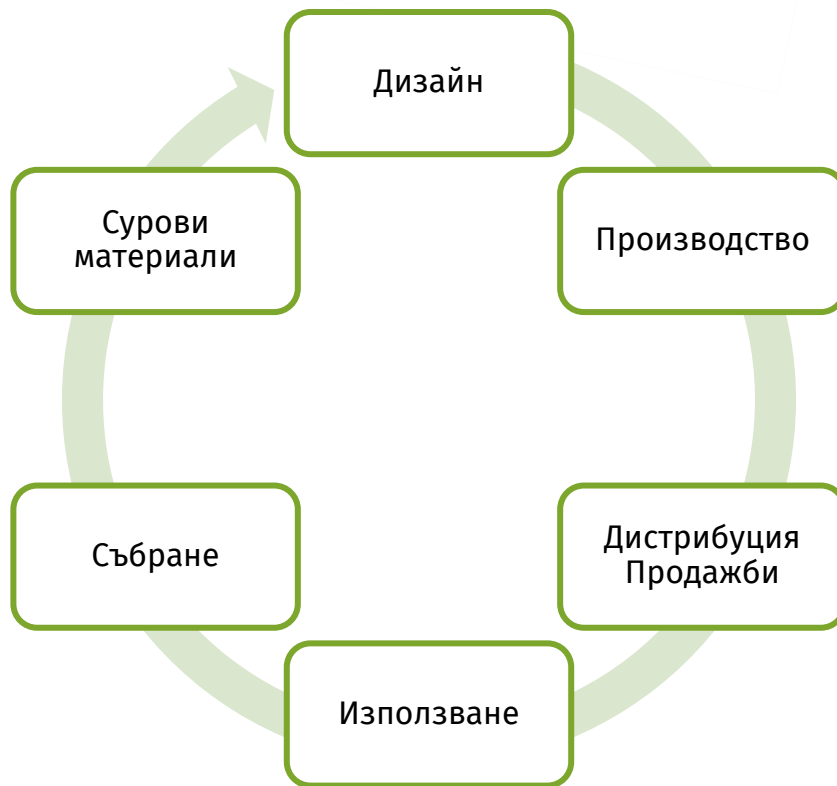 Дизайн
Производство
Дистрибуция
Продажби
Използване
Събране
Сурови
материали